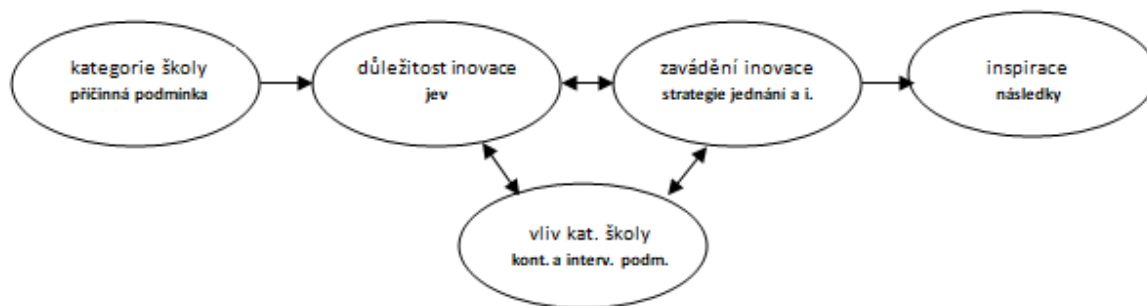 kategorie školy
příčinná podmínka
důležitost inovace
jev
zavádění inovace
strategie jednání a i.
inspirace
následky
vliv kat. školy
kont. a interv. podm.